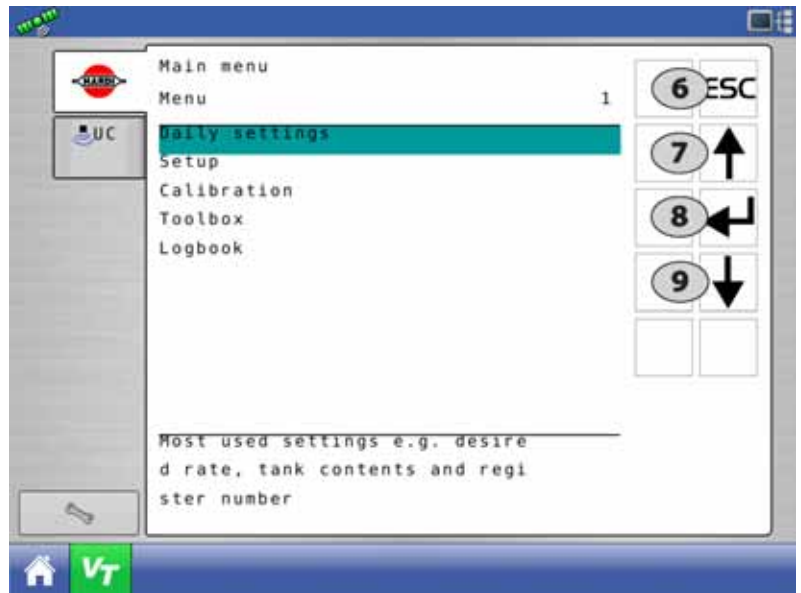 HARDI
UC
Main menu
Menu 1
Daily settings
Setup
Calibration
Toolbox
Logbook
Most used settings e.g. desire
d rate, tank contents and regi
ster number
6 ESC
7
8
9
VT